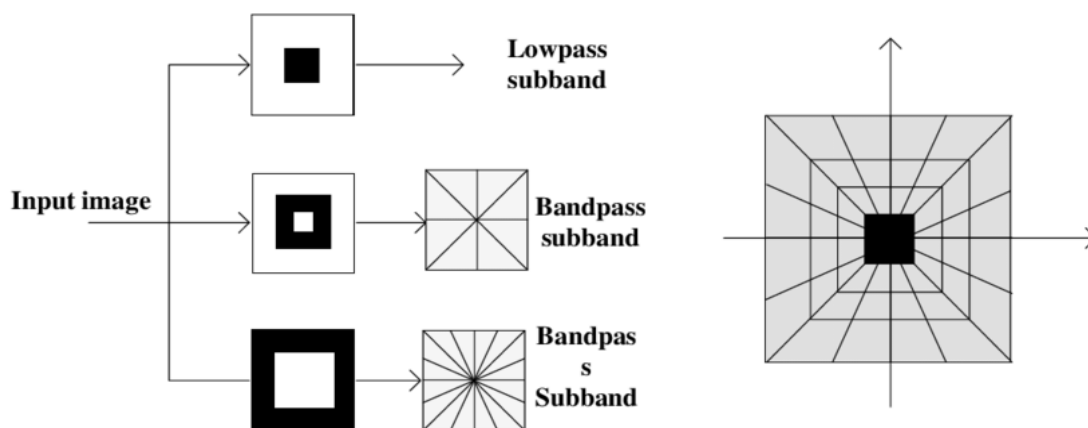 Lowpass
subband
Input image
Bandpass
subband
Bandpas
s
Subband